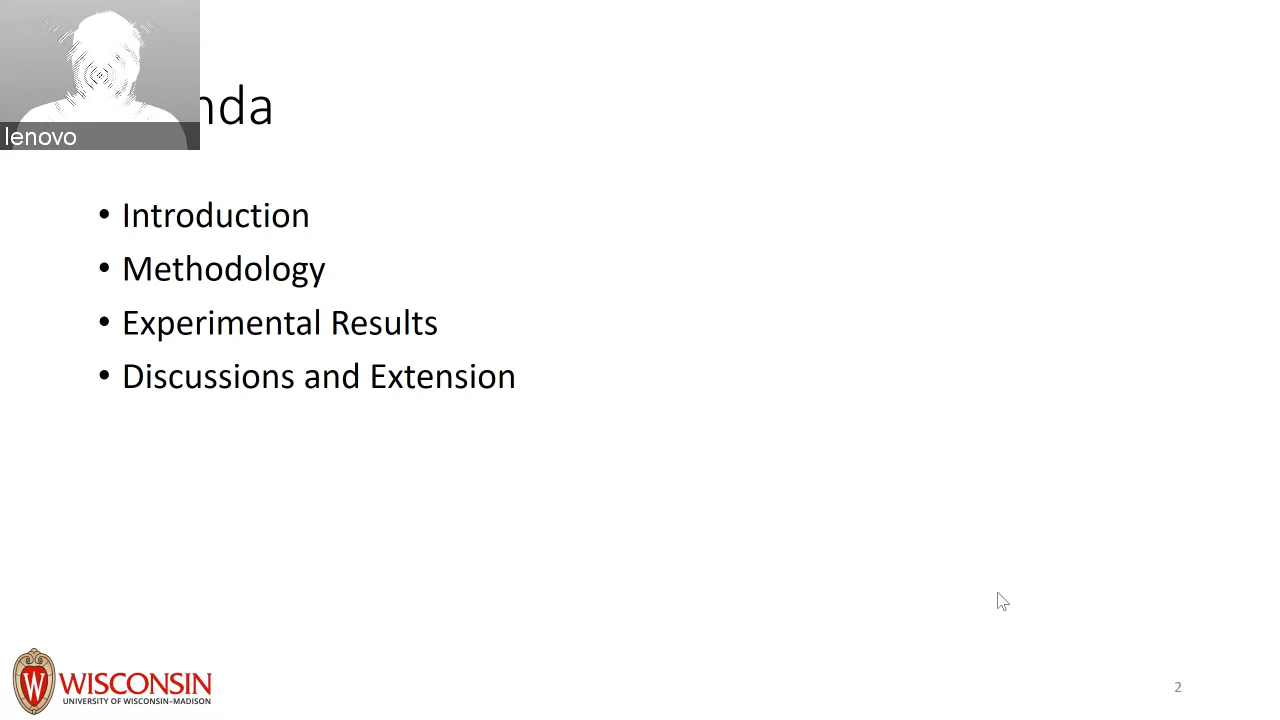 lenovo
nda
• Introduction
• Methodology
• Experimental Results
• Discussions and Extension
W
WISCONSIN
UNIVERSITY OF WISCONSIN–MADISON
2